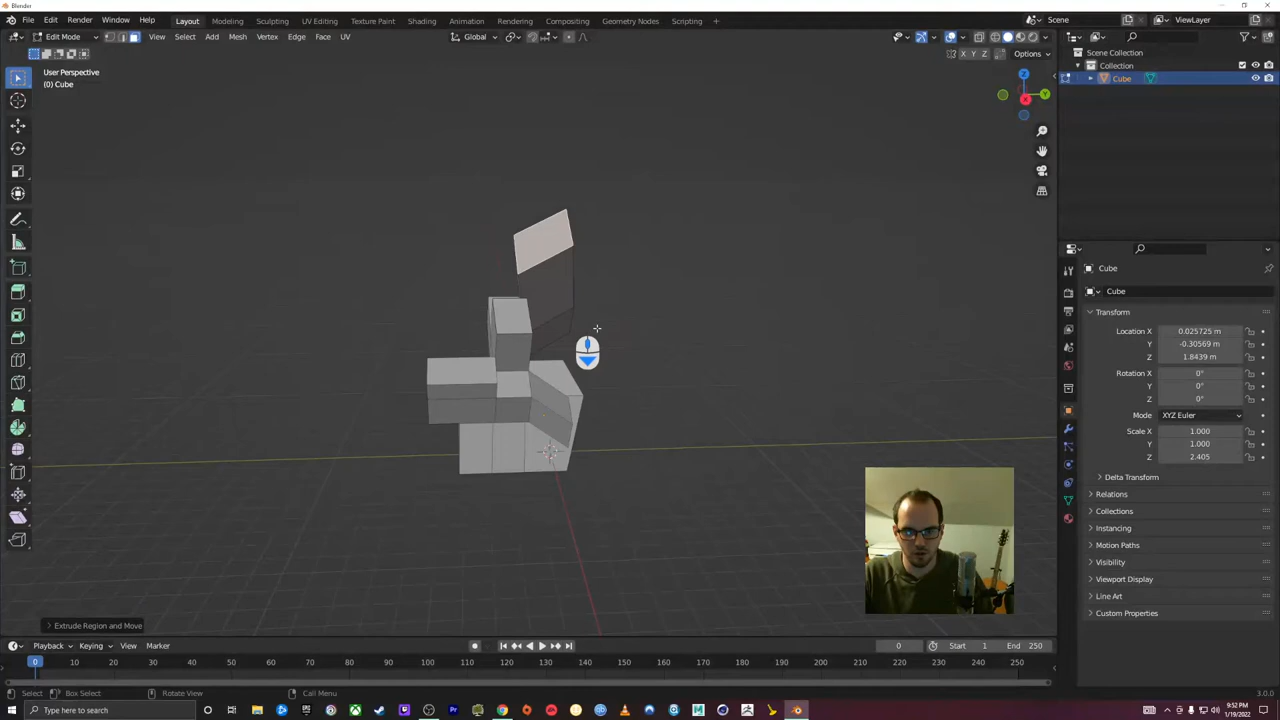 Blender
File Edit Render Window Help Layout Modeling Sculpting UV Editing Texture Paint Shading Animation Rendering Compositing Geometry Nodes Scripting + Scene ViewLayer
Edit Mode View Select Add Mesh Vertex Edge Face UV Global
X Y Z Options
User Perspective
(0) Cube
Z
Y
X
Scene Collection
Collection
Cube
Cube
Cube
Transform
Location X 0.025725 m
Y -0.30569 m
Z 1.8439 m
Rotation X 0°
Y 0°
Z 0°
Mode XYZ Euler
Scale X 1.000
Y 1.000
Z 2.405
Delta Transform
Relations
Collections
Instancing
Motion Paths
Visibility
Viewport Display
Line Art
Custom Properties
Extrude Region and Move
Playback Keying View Marker 0 Start 1 End 250
0 10 20 30 40 50 60 70 80 90 100 110 120 130 140 150 160 170 180 190 200 210 220 230 240 250
Select Box Select Rotate View Call Menu 3.0.0
Type here to search
9:52 PM
1/19/2022